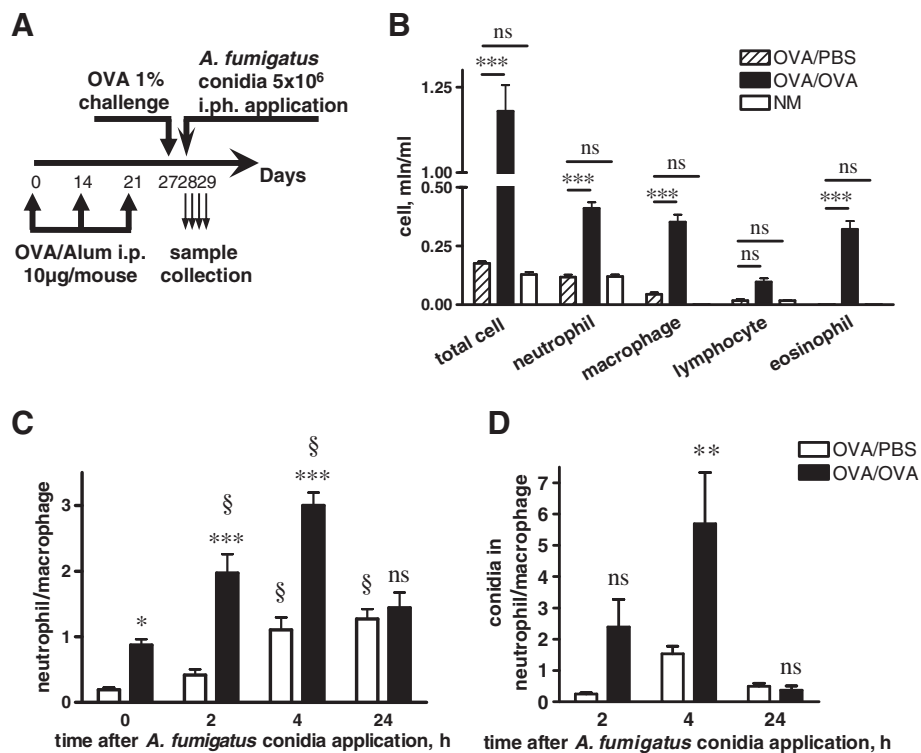 A
OVA 1%
challenge
A. fumigatus
conidia 5x10⁶
i.ph. application
0 14 21 272829 Days
OVA/Alum i.p.
10µg/mouse
sample
collection
B
ns
***
OVA/PBS
OVA/OVA
NM
cell, mln/ml
1.25
1.00
0.50
0.25
0.00
ns
***
ns
***
ns
ns
ns
***
total cell
neutrophil
macrophage
lymphocyte
eosinophil
C
neutrophil/macrophage
3
2
1
0
*
§
***
§
§
***
§
ns
0 2 4 24
time after A. fumigatus conidia application, h
D
OVA/PBS
OVA/OVA
conidia in
neutrophil/macrophage
7
6
5
4
3
2
1
0
ns
**
ns
2 4 24
time after A. fumigatus conidia application, h